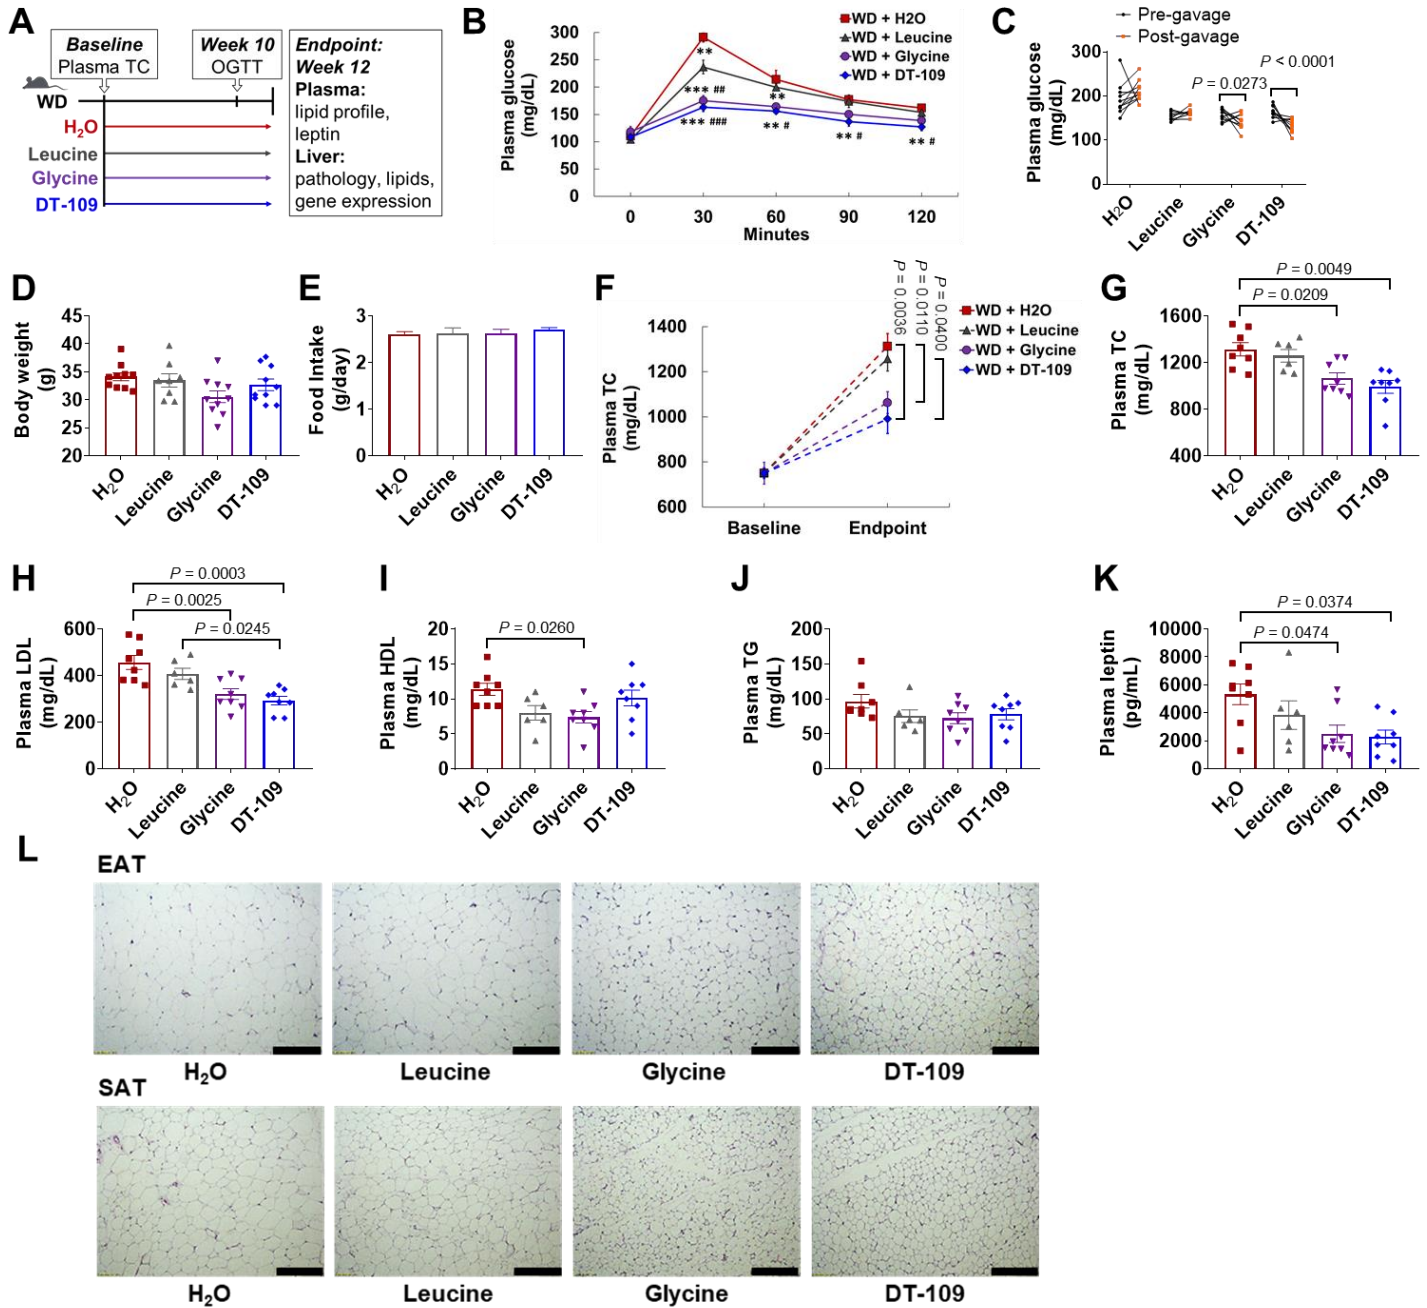 A
Baseline
Plasma TC
Week 10
OGTT
WD
H2O
Leucine
Glycine
DT-109
Endpoint:
Week 12
Plasma:
lipid profile,
leptin
Liver:
pathology, lipids,
gene expression
B
Plasma glucose
(mg/dL)
300
250
200
150
100
50
0
WD + H2O
WD + Leucine
WD + Glycine
WD + DT-109
**
*** ##
*** ###
**
** #
** #
** #
0 30 60 90 120
Minutes
C
Pre-gavage
Post-gavage
Plasma glucose
(mg/dL)
300
200
100
0
P = 0.0273
P < 0.0001
H2O Leucine Glycine DT-109
D
Body weight
(g)
45
40
35
30
25
20
H2O Leucine Glycine DT-109
E
Food Intake
(g/day)
3
2
1
0
H2O Leucine Glycine DT-109
F
Plasma TC
(mg/dL)
1400
1200
1000
800
600
Baseline Endpoint
P = 0.0036
P = 0.0110
P = 0.0400
WD + H2O
WD + Leucine
WD + Glycine
WD + DT-109
G
Plasma TC
(mg/dL)
1600
1200
800
400
P = 0.0049
P = 0.0209
H2O Leucine Glycine DT-109
H
Plasma LDL
(mg/dL)
600
400
200
0
P = 0.0003
P = 0.0025
P = 0.0245
H2O Leucine Glycine DT-109
I
Plasma HDL
(mg/dL)
20
15
10
5
0
P = 0.0260
H2O Leucine Glycine DT-109
J
Plasma TG
(mg/dL)
200
150
100
50
0
H2O Leucine Glycine DT-109
K
Plasma leptin
(pg/mL)
10000
8000
6000
4000
2000
0
P = 0.0374
P = 0.0474
H2O Leucine Glycine DT-109
L
EAT
H2O Leucine Glycine DT-109
SAT
H2O Leucine Glycine DT-109